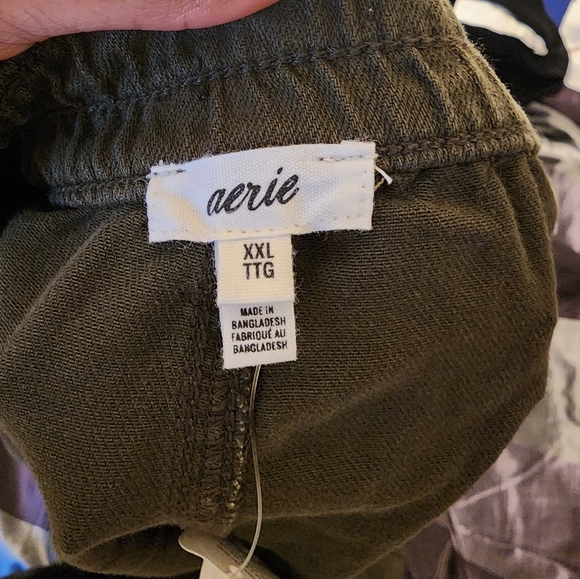 aerie
XXL
TTG
MADE IN
BANGLADESH
FABRIQUÉ AU
BANGLADESH